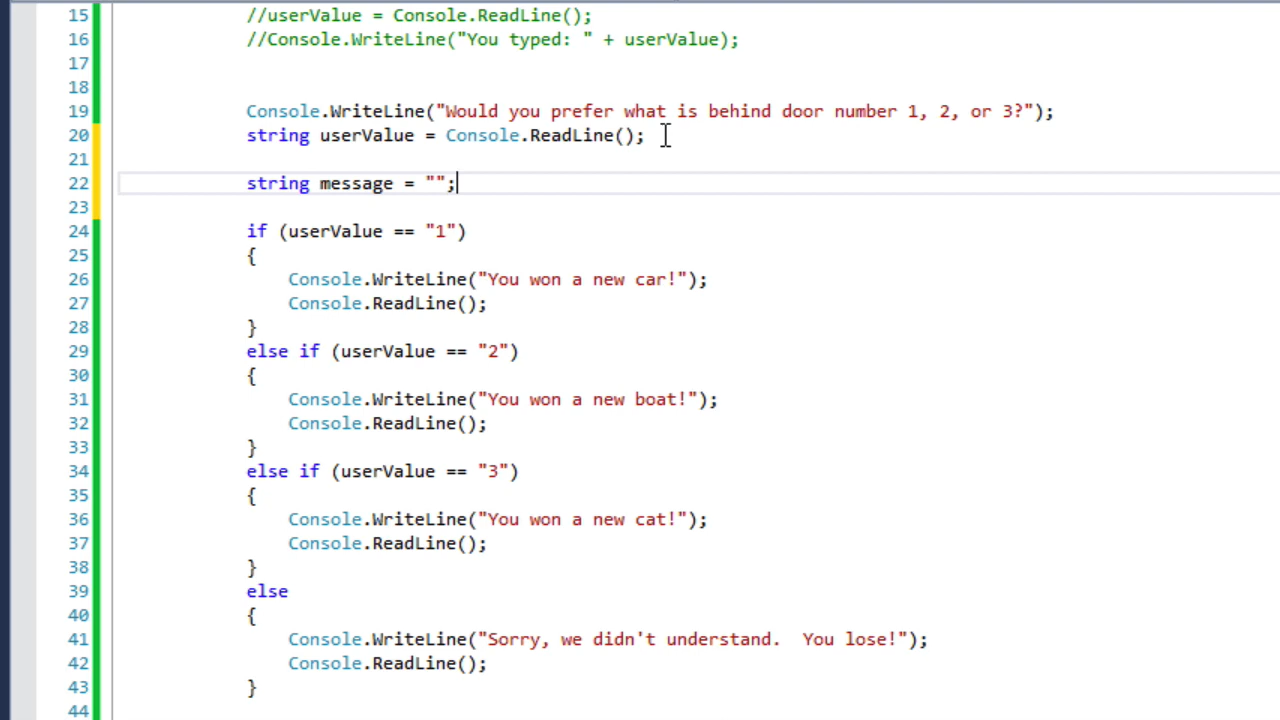 15 //userValue = Console.ReadLine();
16 //Console.WriteLine("You typed: " + userValue);
17
18
19 Console.WriteLine("Would you prefer what is behind door number 1, 2, or 3?");
20 string userValue = Console.ReadLine();
21
22 string message = "";
23
24 if (userValue == "1")
25 {
26 Console.WriteLine("You won a new car!");
27 Console.ReadLine();
28 }
29 else if (userValue == "2")
30 {
31 Console.WriteLine("You won a new boat!");
32 Console.ReadLine();
33 }
34 else if (userValue == "3")
35 {
36 Console.WriteLine("You won a new cat!");
37 Console.ReadLine();
38 }
39 else
40 {
41 Console.WriteLine("Sorry, we didn't understand.  You lose!");
42 Console.ReadLine();
43 }
44